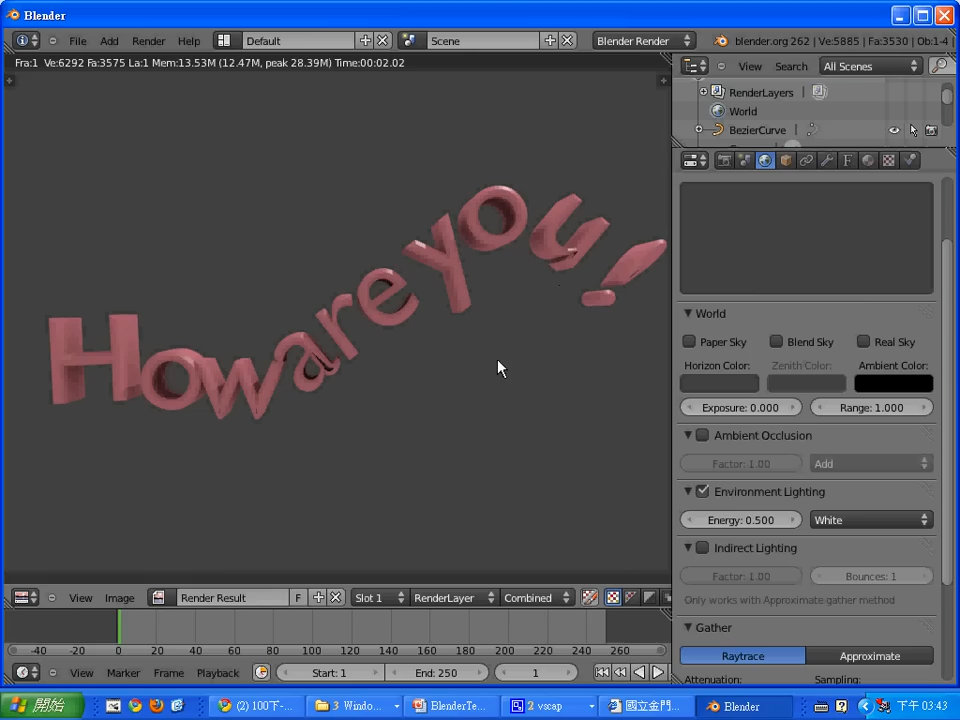 Blender
File Add Render Help Default Scene Blender Render blender.org 262 | Ve:5885 | Fa:3530 | Ob:1-4 |
Fra:1 Ve:6292 Fa:3575 La:1 Mem:13.53M (12.47M, peak 28.39M) Time:00:02.02
View Search All Scenes
RenderLayers
World
BezierCurve
How are you!
World
Paper Sky Blend Sky Real Sky
Horizon Color: Zenith Color: Ambient Color:
Exposure: 0.000 Range: 1.000
Ambient Occlusion
Factor: 1.00 Add
Environment Lighting
Energy: 0.500 White
Indirect Lighting
Factor: 1.00 Bounces: 1
Only works with Approximate gather method
Gather
Raytrace Approximate
Attenuation: Sampling:
View Image Render Result F Slot 1 RenderLayer Combined
-40 -20 0 20 40 60 80 100 120 140 160 180 200 220 240 260
View Marker Frame Playback Start: 1 End: 250 1
開始 (2) 100下-... 3 Windo... BlenderTe... 2 vscap 國立金門... Blender 下午 03:43